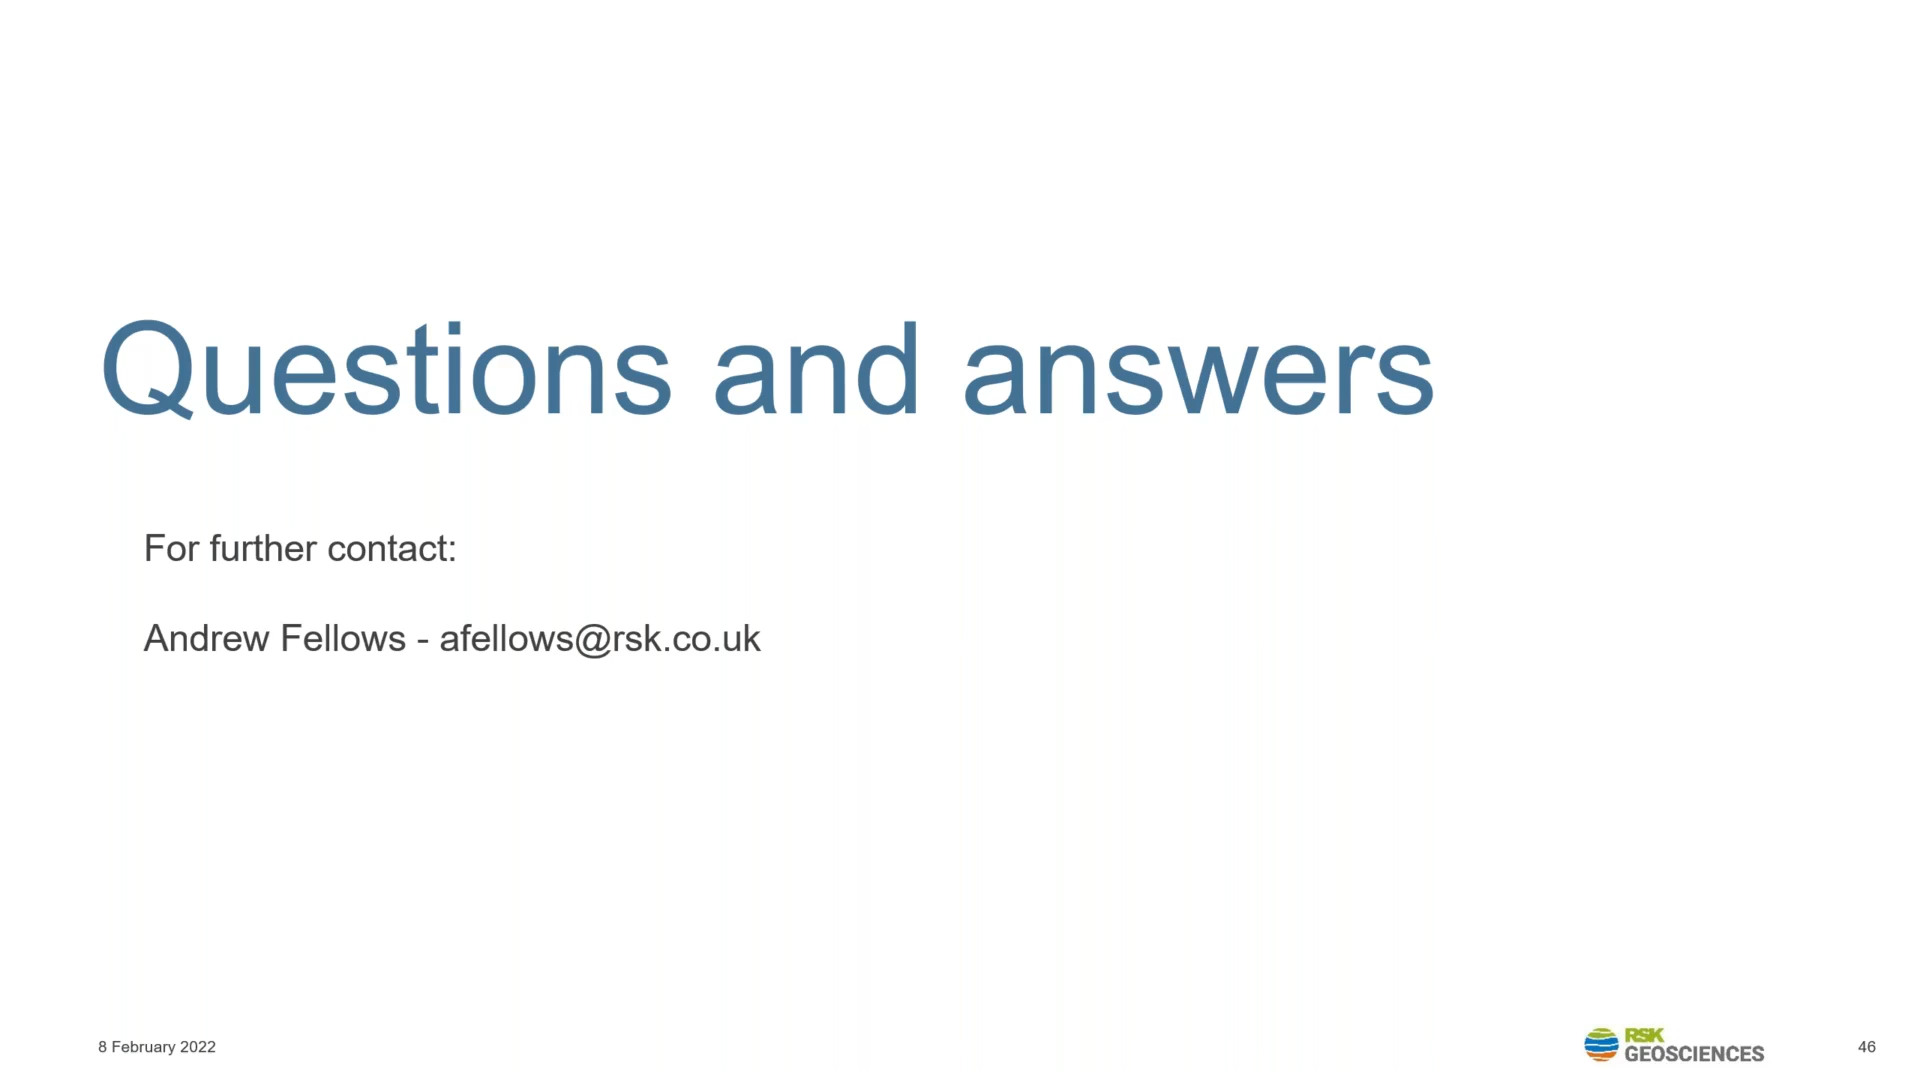 Questions and answers
For further contact:
Andrew Fellows - afellows@rsk.co.uk
8 February 2022
RSK
GEOSCIENCES
46